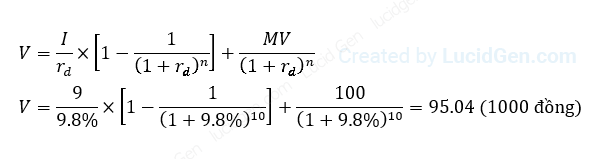 V = I/r_d × [1 − 1/(1 + r_d)^n] + MV/(1 + r_d)^n
Created by LucidGen.com
V = 9/9.8% × [1 − 1/(1 + 9.8%)^10] + 100/(1 + 9.8%)^10 = 95.04 (1000 đồng)